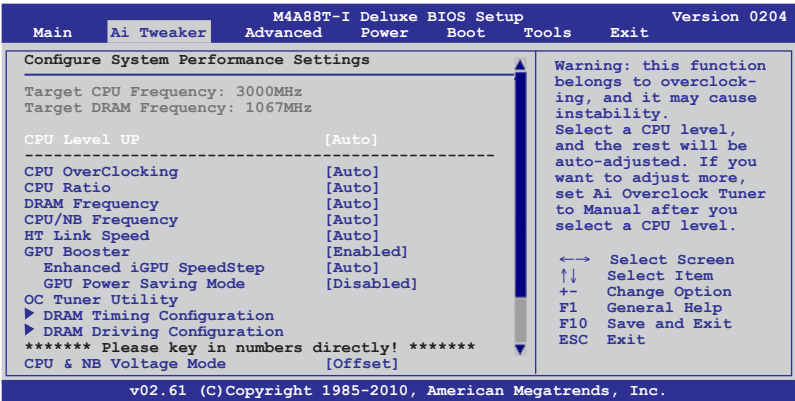 M4A88T-I Deluxe BIOS Setup Version 0204
Main Ai Tweaker Advanced Power Boot Tools Exit
Configure System Performance Settings
Target CPU Frequency: 3000MHz
Target DRAM Frequency: 1067MHz
CPU Level UP [Auto]
--------------------------------------------------
CPU OverClocking [Auto]
CPU Ratio [Auto]
DRAM Frequency [Auto]
CPU/NB Frequency [Auto]
HT Link Speed [Auto]
GPU Booster [Enabled]
Enhanced iGPU SpeedStep [Auto]
GPU Power Saving Mode [Disabled]
OC Tuner Utility
DRAM Timing Configuration
DRAM Driving Configuration
******* Please key in numbers directly! *******
CPU & NB Voltage Mode [Offset]
Warning: this function
belongs to overclock-
ing, and it may cause
instability.
Select a CPU level,
and the rest will be
auto-adjusted. If you
want to adjust more,
set Ai Overclock Tuner
to Manual after you
select a CPU level.
←→ Select Screen
↑↓ Select Item
+- Change Option
F1 General Help
F10 Save and Exit
ESC Exit
v02.61 (C)Copyright 1985-2010, American Megatrends, Inc.